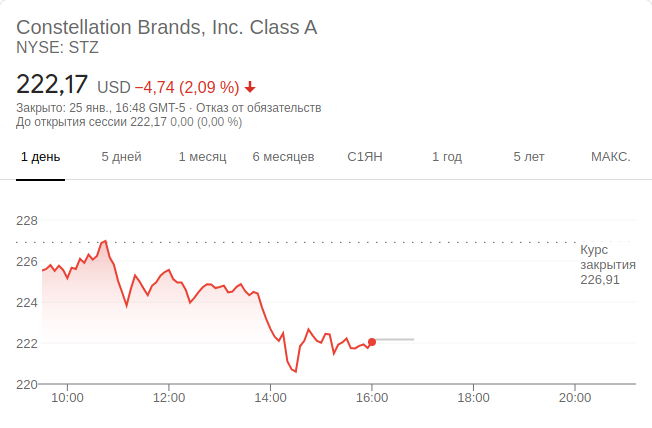 Constellation Brands, Inc. Class A
NYSE: STZ
222,17 USD −4,74 (2,09 %)
Закрыто: 25 янв., 16:48 GMT-5 · Отказ от обязательств
До открытия сессии 222,17 0,00 (0,00 %)
1 день 5 дней 1 месяц 6 месяцев С1ЯН 1 год 5 лет МАКС.
228
226
224
222
220
Курс
закрытия
226,91
10:00 12:00 14:00 16:00 18:00 20:00